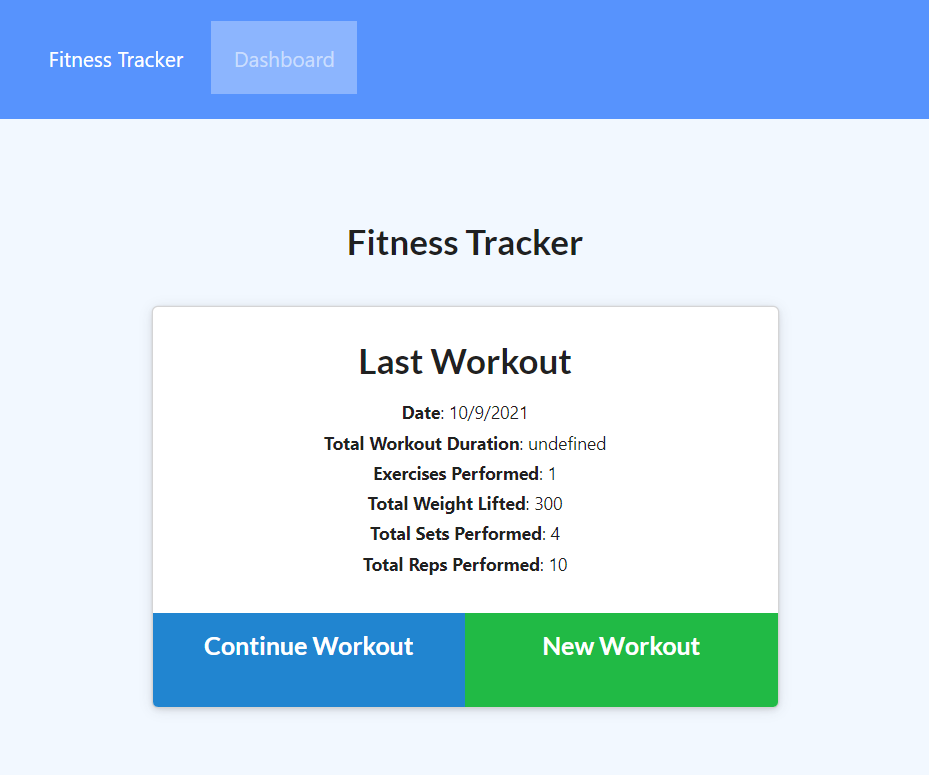 Fitness Tracker Dashboard
Fitness Tracker
Last Workout
Date: 10/9/2021
Total Workout Duration: undefined
Exercises Performed: 1
Total Weight Lifted: 300
Total Sets Performed: 4
Total Reps Performed: 10
Continue Workout New Workout